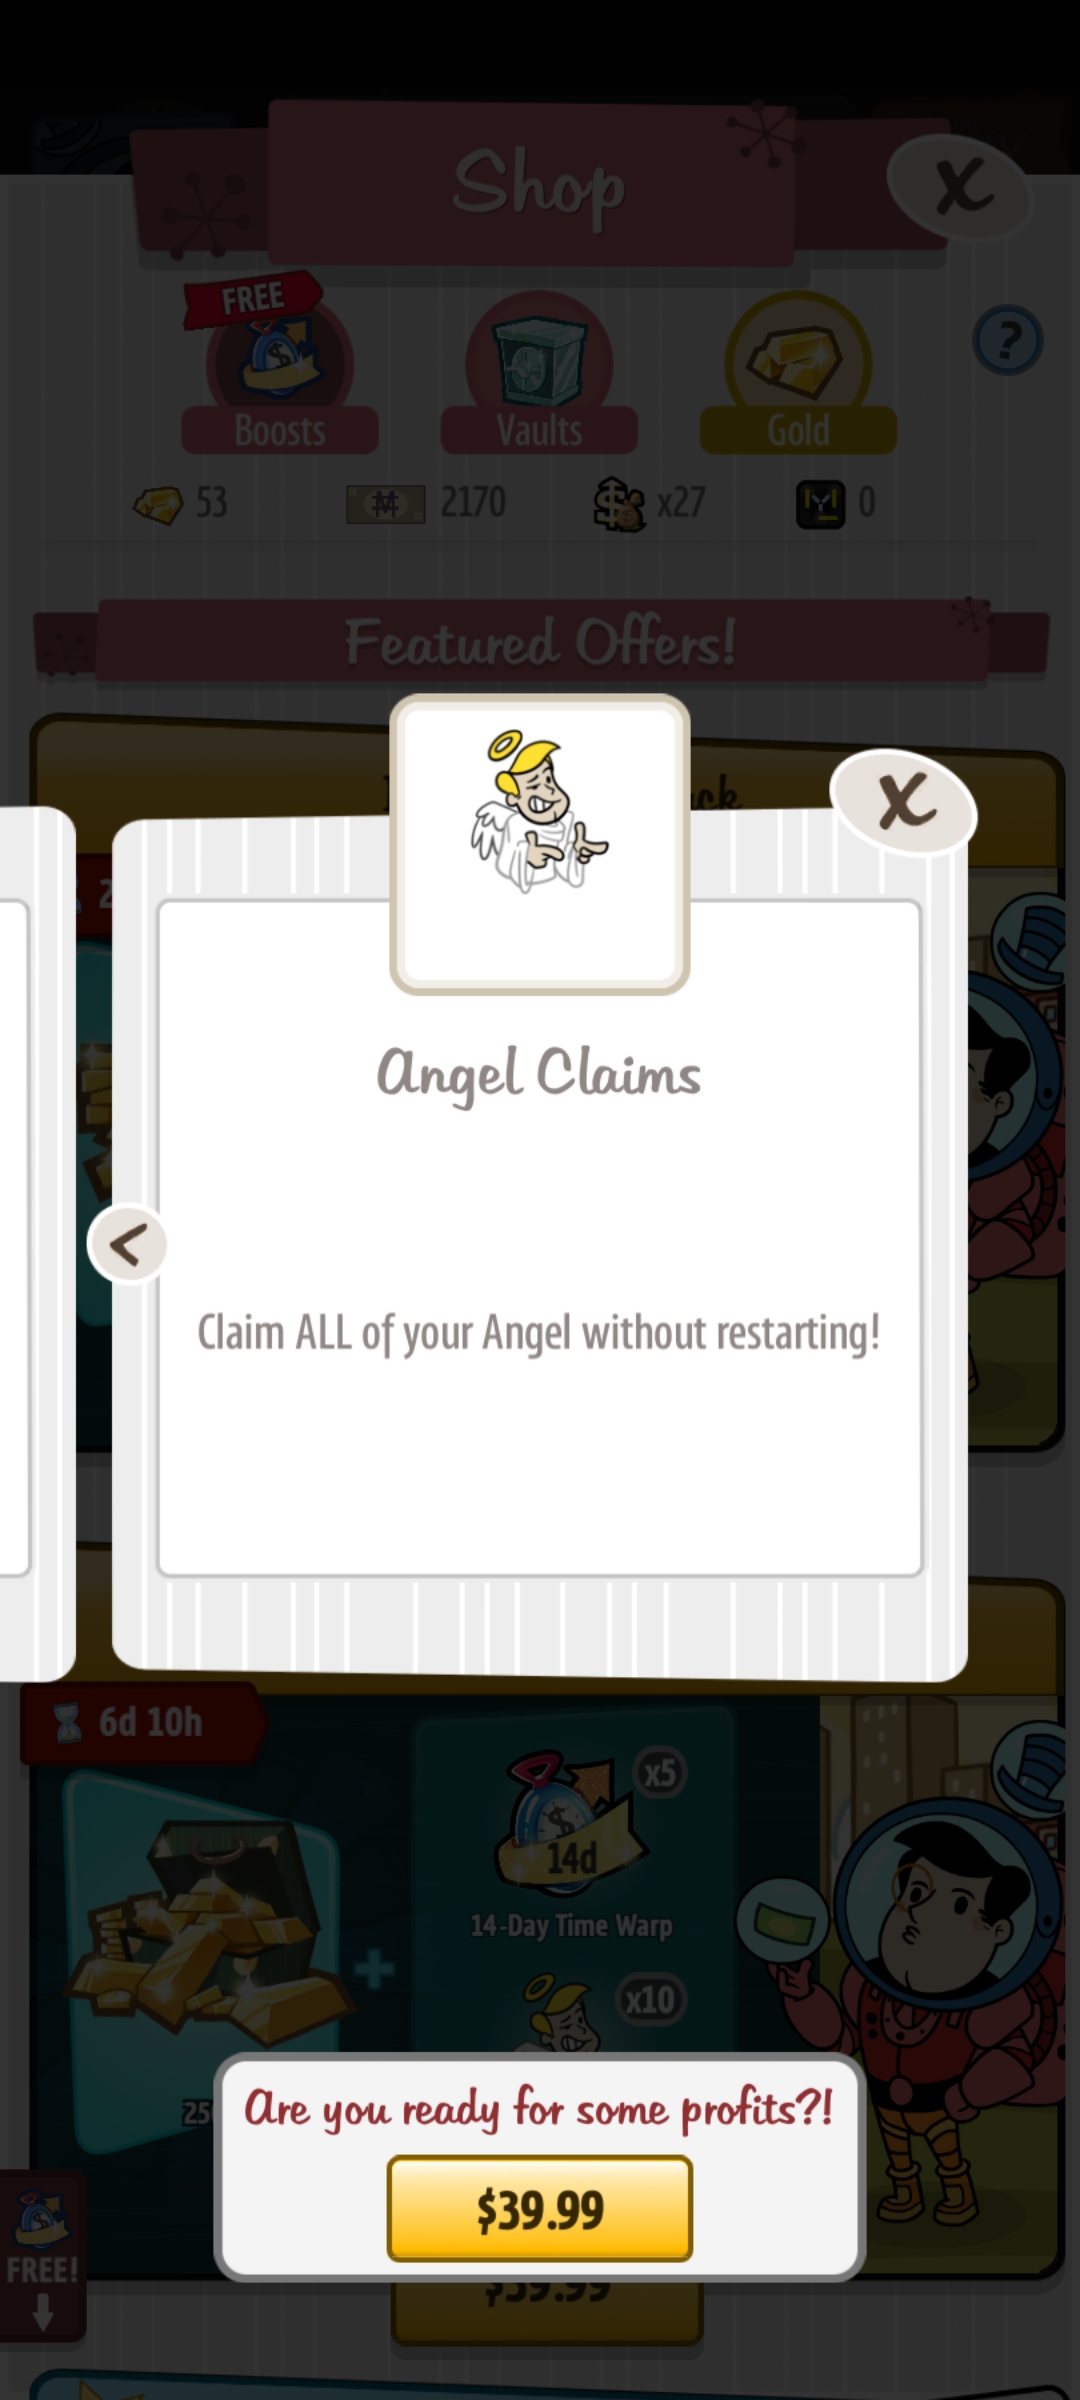 Shop
X
FREE
Boosts
Vaults
Gold
?
53
2170
x27
0
Featured Offers!
X
Angel Claims
<
Claim ALL of your Angel without restarting!
6d 10h
x5
14d
14-Day Time Warp
x10
Are you ready for some profits?!
$39.99
FREE!
$39.99